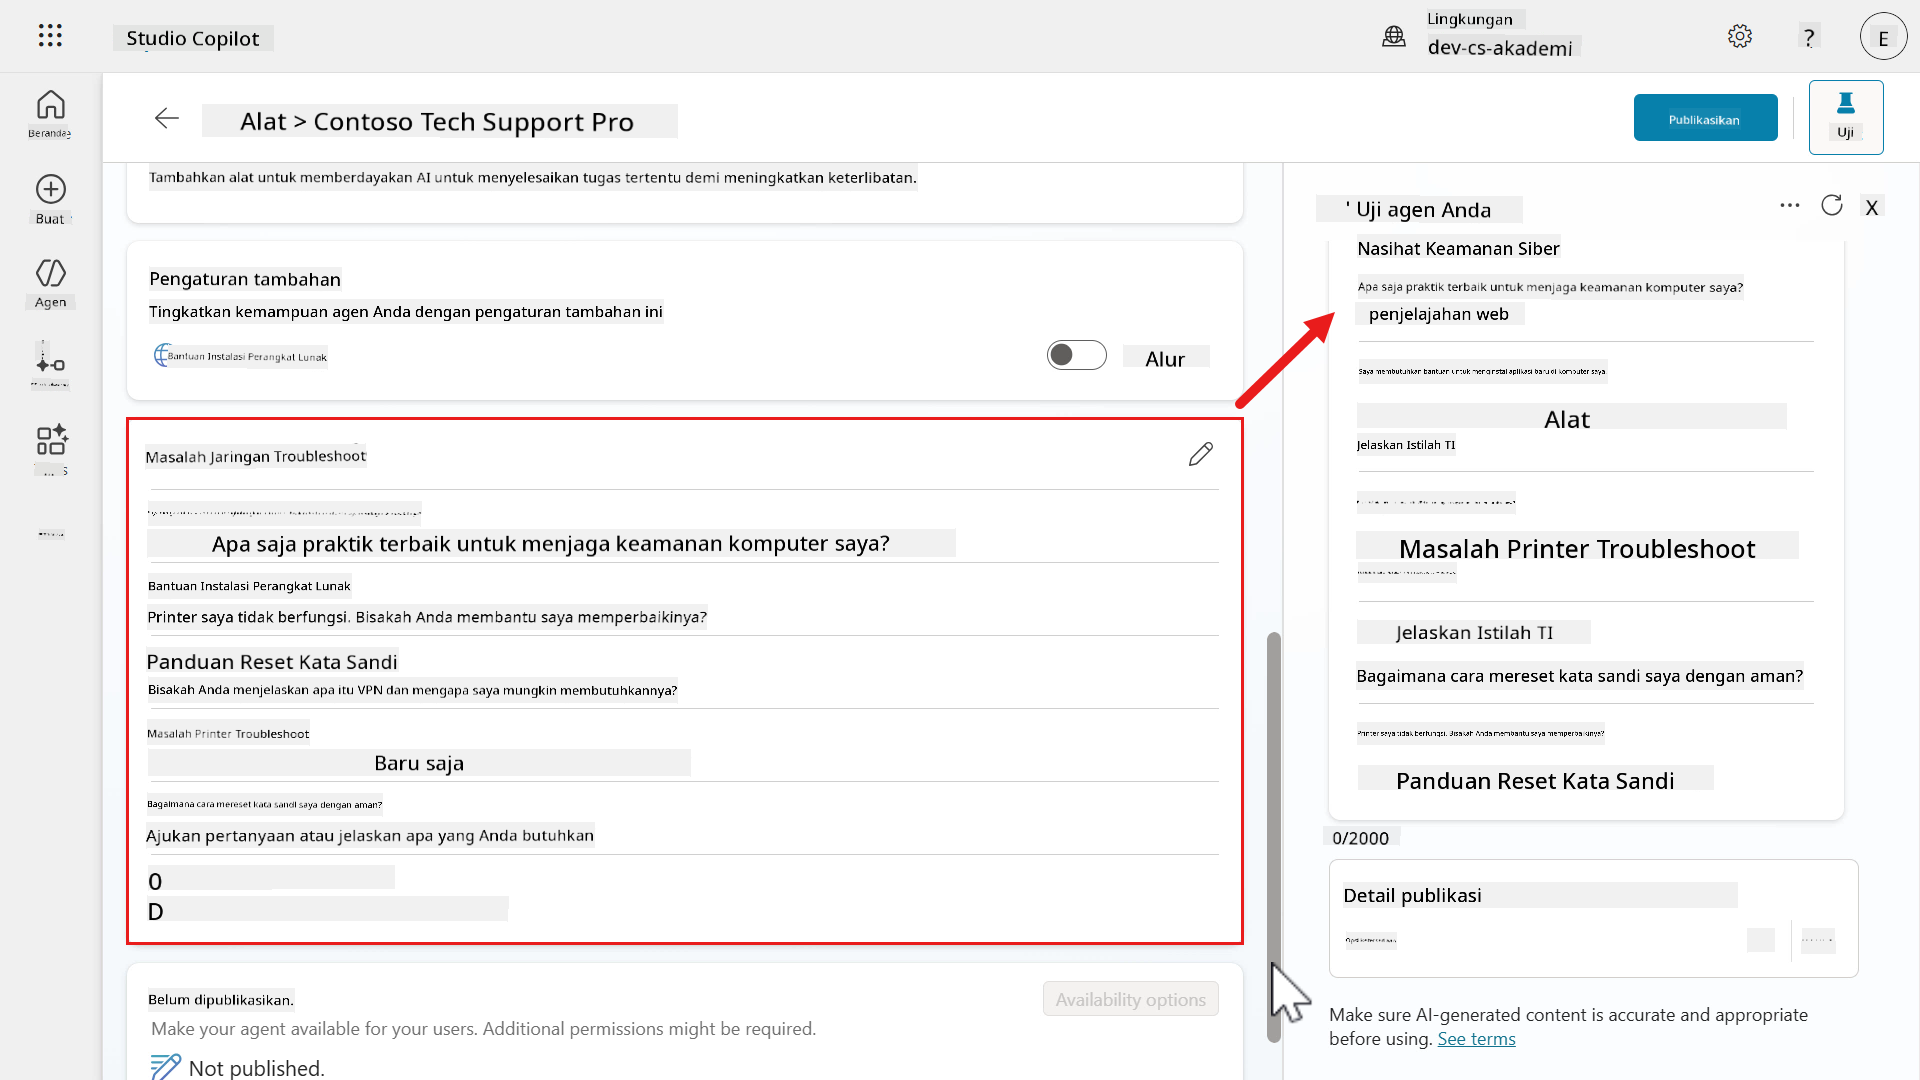 Studio Copilot
Lingkungan
dev-cs-akademi
?
E
Beranda
Buat
Agen
Alat > Contoso Tech Support Pro
Publikasikan
Uji
Tambahkan alat untuk memberdayakan AI untuk menyelesaikan tugas tertentu demi meningkatkan keterlibatan.
Pengaturan tambahan
Tingkatkan kemampuan agen Anda dengan pengaturan tambahan ini
Bantuan Instalasi Perangkat Lunak
Alur
Masalah Jaringan Troubleshoot
Apa saja praktik terbaik untuk menjaga keamanan komputer saya?
Bantuan Instalasi Perangkat Lunak
Printer saya tidak berfungsi. Bisakah Anda membantu saya memperbaikinya?
Panduan Reset Kata Sandi
Bisakah Anda menjelaskan apa itu VPN dan mengapa saya mungkin membutuhkannya?
Masalah Printer Troubleshoot
Baru saja
Bagaimana cara mereset kata sandi saya dengan aman?
Ajukan pertanyaan atau jelaskan apa yang Anda butuhkan
0
D
Belum dipublikasikan.
Availability options
Make your agent available for your users. Additional permissions might be required.
Not published.
' Uji agen Anda
X
Nasihat Keamanan Siber
Apa saja praktik terbaik untuk menjaga keamanan komputer saya?
penjelajahan web
Saya membutuhkan bantuan untuk menginstal aplikasi baru di komputer saya.
Alat
Jelaskan Istilah TI
Masalah Printer Troubleshoot
Jelaskan Istilah TI
Bagaimana cara mereset kata sandi saya dengan aman?
Printer saya tidak berfungsi. Bisakah Anda membantu saya memperbaikinya?
Panduan Reset Kata Sandi
0/2000
Detail publikasi
Make sure AI-generated content is accurate and appropriate
before using. See terms